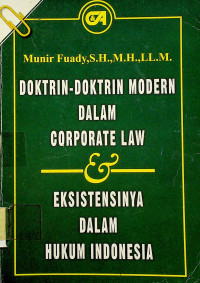 Munir Fuady,S.H.,M.H.,LL.M.
DOKTRIN-DOKTRIN MODERN
DALAM
CORPORATE LAW
&
EKSISTENSINYA
DALAM
HUKUM INDONESIA